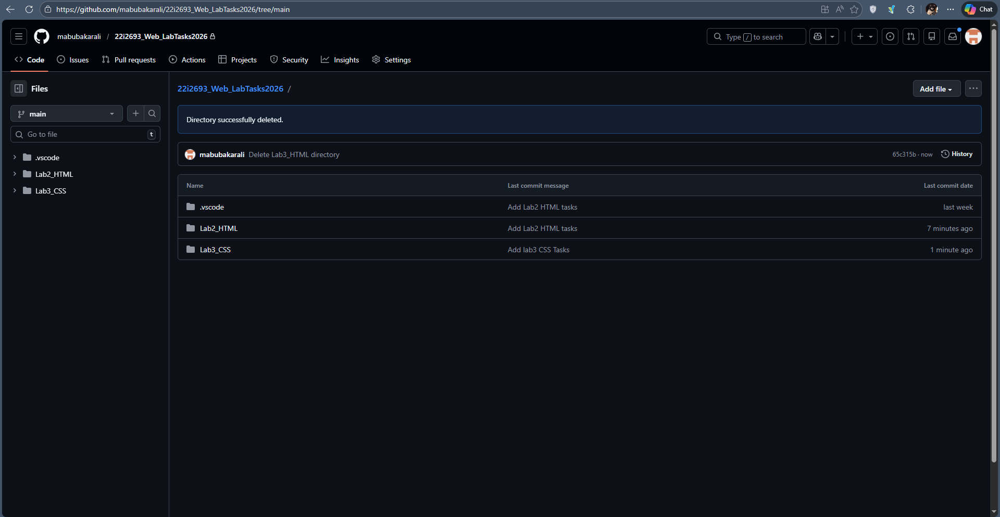 https://github.com/mabubakarali/22i2693_Web_LabTasks2026/tree/main
Chat
mabubakarali / 22i2693_Web_LabTasks2026
Type / to search
Code
Issues
Pull requests
Actions
Projects
Security
Insights
Settings
Files
main
Go to file
t
.vscode
Lab2_HTML
Lab3_CSS
22i2693_Web_LabTasks2026 /
Add file
Directory successfully deleted.
mabubakarali Delete Lab3_HTML directory
65c315b · now
History
Name Last commit message Last commit date
.vscode Add Lab2 HTML tasks last week
Lab2_HTML Add Lab2 HTML tasks 7 minutes ago
Lab3_CSS Add lab3 CSS Tasks 1 minute ago